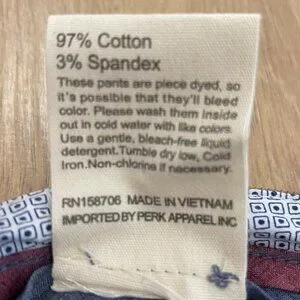 97% Cotton
3% Spandex
These pants are piece dyed, so
it's possible that they'll bleed
color. Please wash them inside
out in cold water with like colors.
Use a gentle, bleach-free liquid
detergent.Tumble dry low, Cold
Iron.Non-chlorine if necessary.
RN158706 MADE IN VIETNAM
IMPORTED BY PERK APPAREL INC